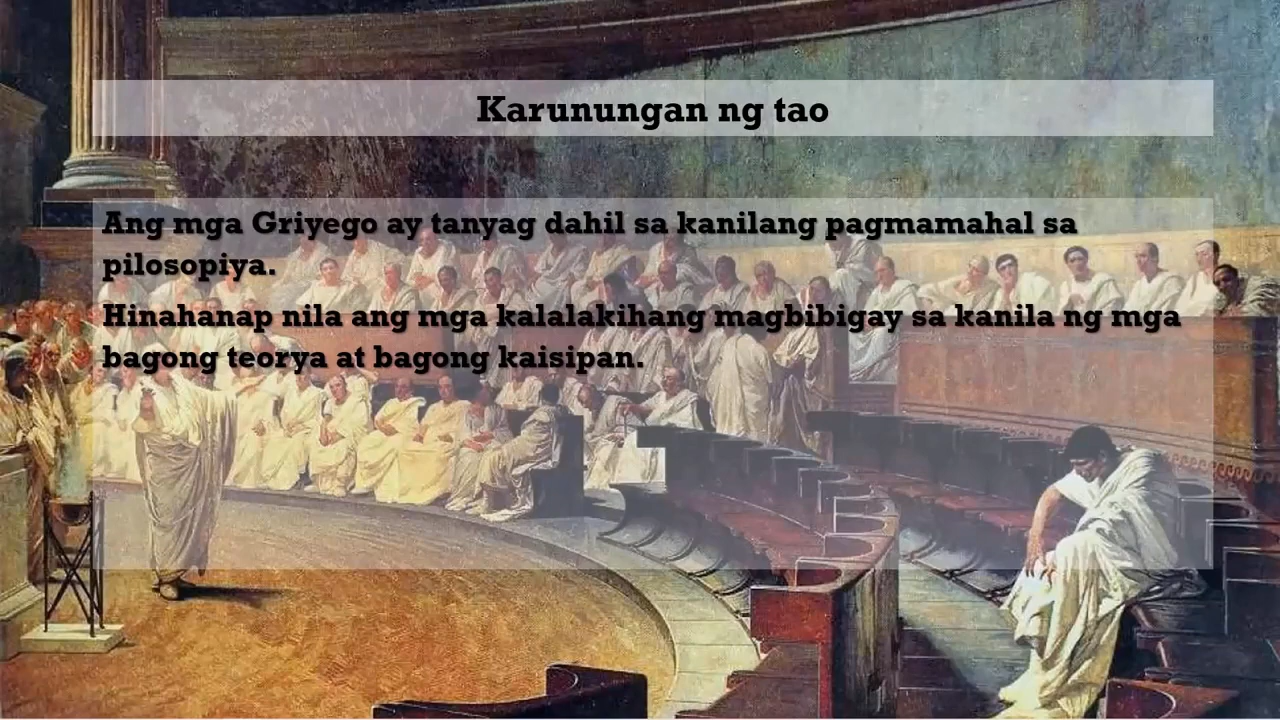 Karunungan ng tao
Ang mga Griyego ay tanyag dahil sa kanilang pagmamahal sa
pilosopiya.
Hinahanap nila ang mga kalalakihang magbibigay sa kanila ng mga
bagong teorya at bagong kaisipan.